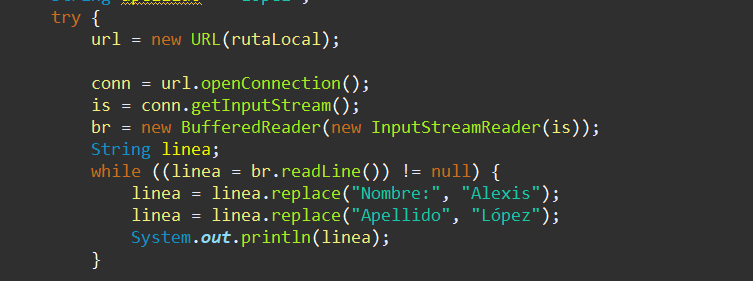 try {
url = new URL(rutaLocal);
conn = url.openConnection();
is = conn.getInputStream();
br = new BufferedReader(new InputStreamReader(is));
String linea;
while ((linea = br.readLine()) != null) {
linea = linea.replace("Nombre:", "Alexis");
linea = linea.replace("Apellido", "López");
System.out.println(linea);
}